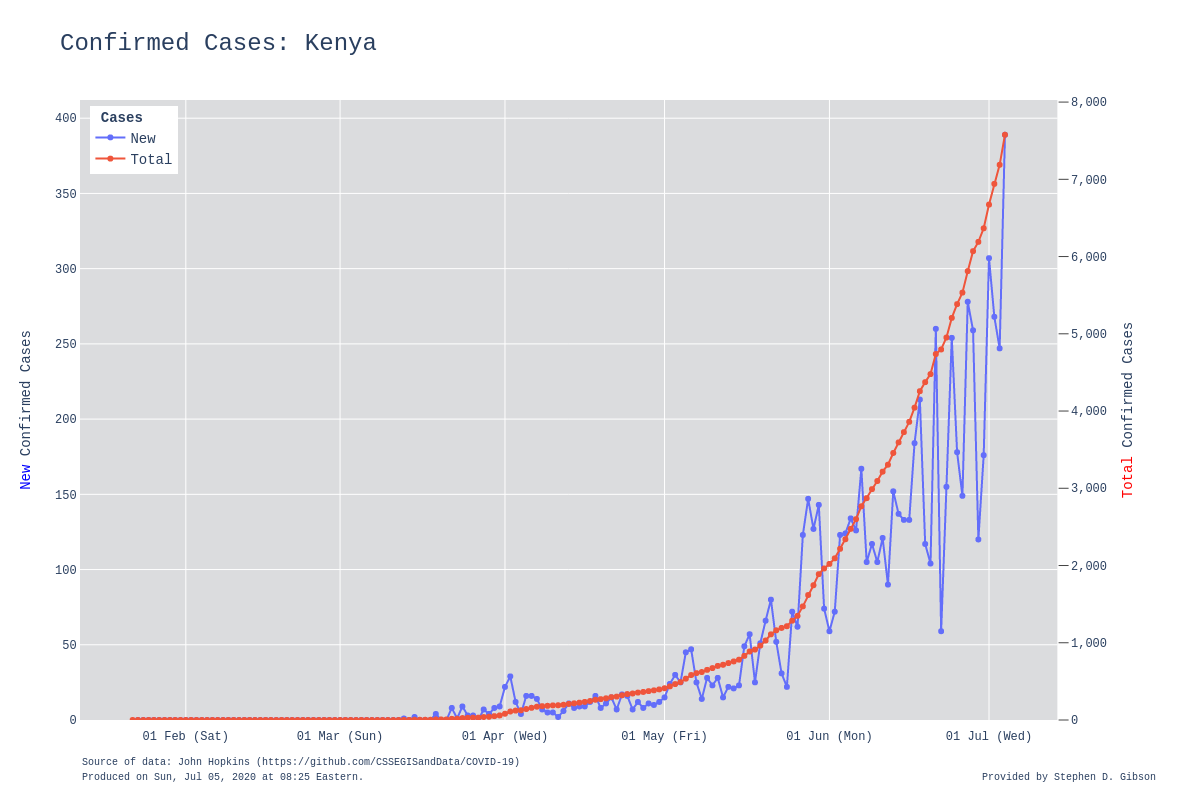 Confirmed Cases: Kenya
Cases
New
Total
400
350
300
250
200
150
100
50
0
8,000
7,000
6,000
5,000
4,000
3,000
2,000
1,000
0
New Confirmed Cases
Total Confirmed Cases
01 Feb (Sat)
01 Mar (Sun)
01 Apr (Wed)
01 May (Fri)
01 Jun (Mon)
01 Jul (Wed)
Source of data: John Hopkins (https://github.com/CSSEGISandData/COVID-19)
Produced on Sun, Jul 05, 2020 at 08:25 Eastern.
Provided by Stephen D. Gibson